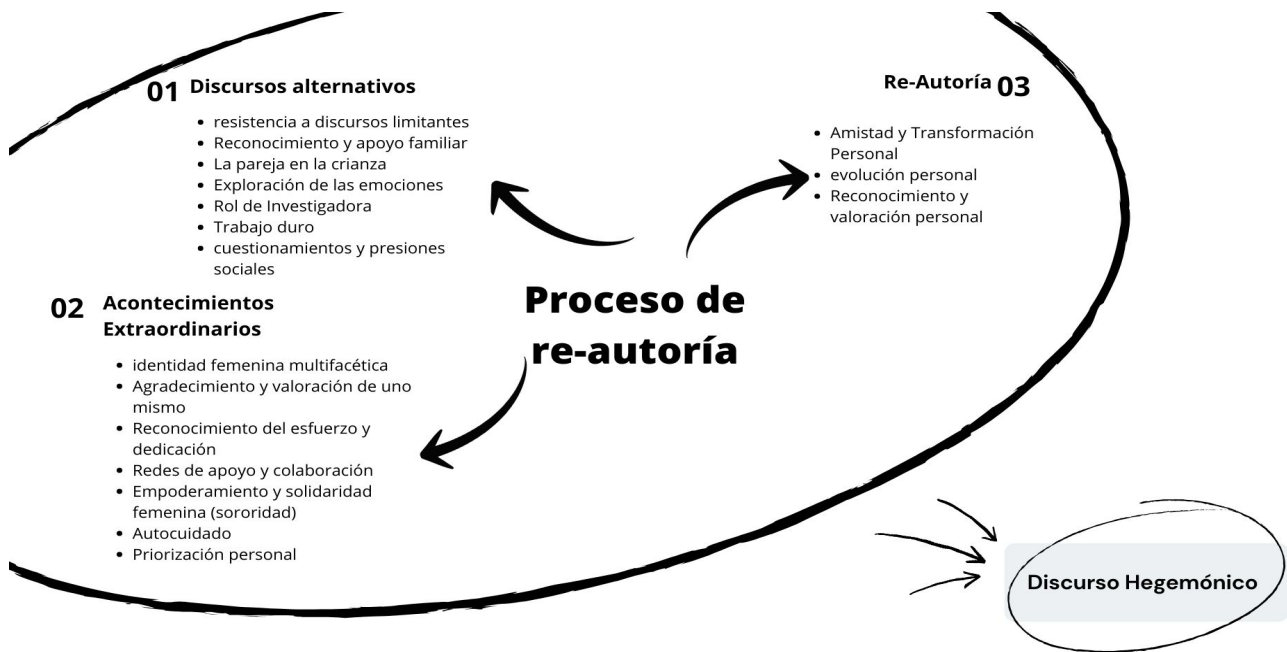 01 Discursos alternativos
resistencia a discursos limitantes
Reconocimiento y apoyo familiar
La pareja en la crianza
Exploración de las emociones
Rol de Investigadora
Trabajo duro
cuestionamientos y presiones
sociales
02 Acontecimientos
Extraordinarios
identidad femenina multifacética
Agradecimiento y valoración de uno
mismo
Reconocimiento del esfuerzo y
dedicación
Redes de apoyo y colaboración
Empoderamiento y solidaridad
femenina (sororidad)
Autocuidado
Priorización personal
Proceso de
re-autoría
Re-Autoría 03
Amistad y Transformación
Personal
evolución personal
Reconocimiento y
valoración personal
Discurso Hegemónico